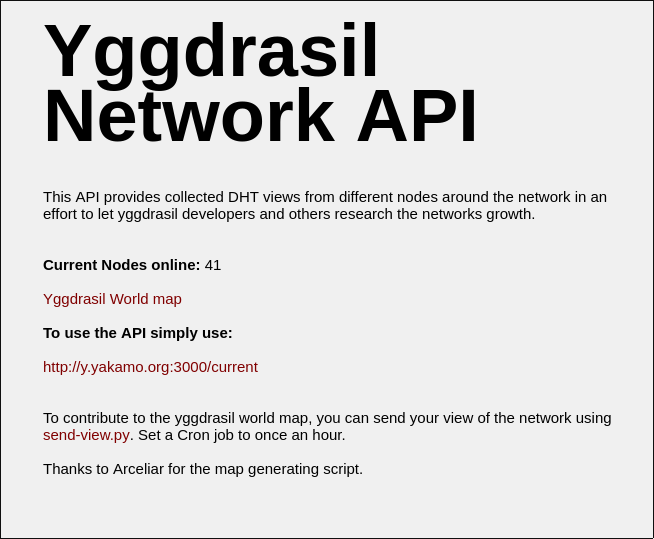 Yggdrasil
Network API
This API provides collected DHT views from different nodes around the network in an
effort to let yggdrasil developers and others research the networks growth.
Current Nodes online: 41
Yggdrasil World map
To use the API simply use:
http://y.yakamo.org:3000/current
To contribute to the yggdrasil world map, you can send your view of the network using
send-view.py. Set a Cron job to once an hour.
Thanks to Arceliar for the map generating script.